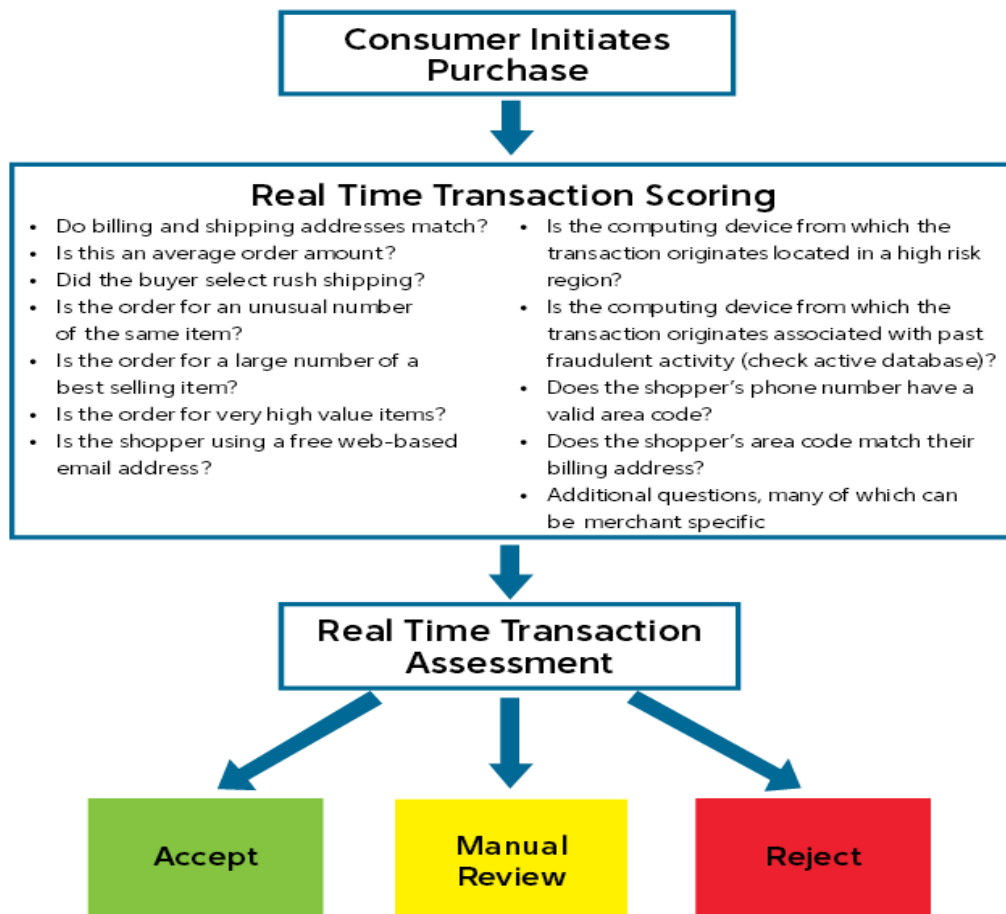 Consumer Initiates
Purchase
Real Time Transaction Scoring
• Do billing and shipping addresses match?
• Is this an average order amount?
• Did the buyer select rush shipping?
• Is the order for an unusual number
of the same item?
• Is the order for a large number of a
best selling item?
• Is the order for very high value items?
• Is the shopper using a free web-based
email address?
• Is the computing device from which the
transaction originates located in a high risk
region?
• Is the computing device from which the
transaction originates associated with past
fraudulent activity (check active database)?
• Does the shopper's phone number have a
valid area code?
• Does the shopper's area code match their
billing address?
• Additional questions, many of which can
be merchant specific
Real Time Transaction
Assessment
Accept
Manual
Review
Reject